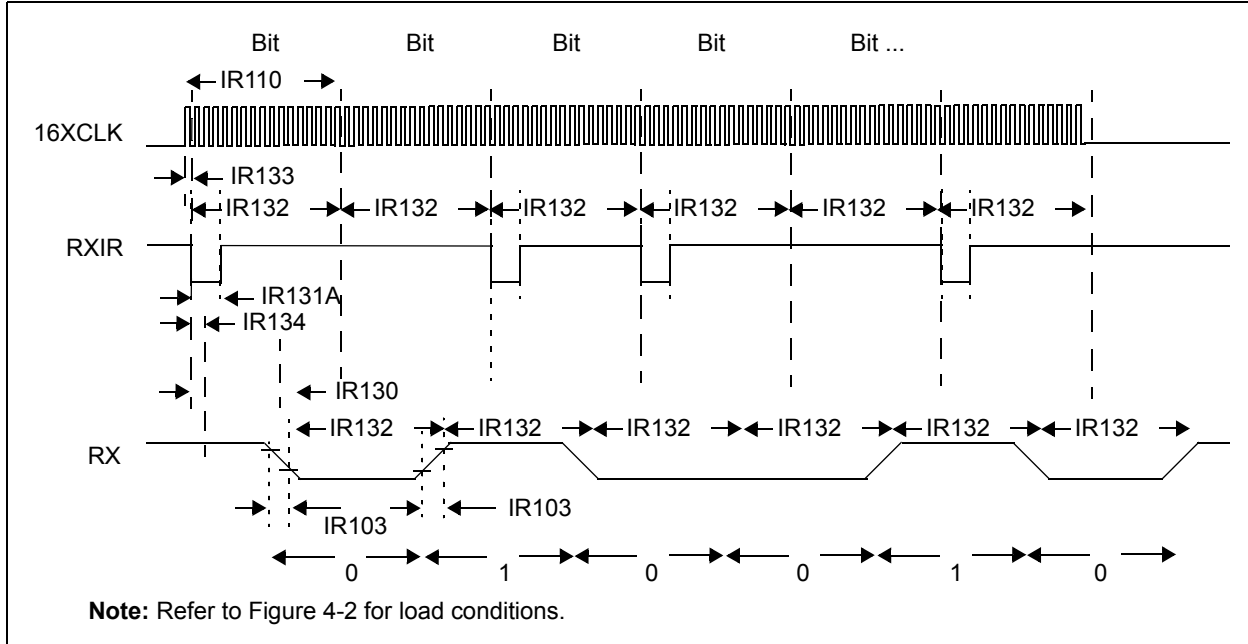 Bit Bit Bit Bit Bit ...
IR110
16XCLK
IR133
IR132 IR132 IR132 IR132 IR132 IR132
RXIR
IR131A
IR134
IR130
IR132 IR132 IR132 IR132 IR132 IR132
RX
IR103 IR103
0 1 0 0 1 0
Note: Refer to Figure 4-2 for load conditions.